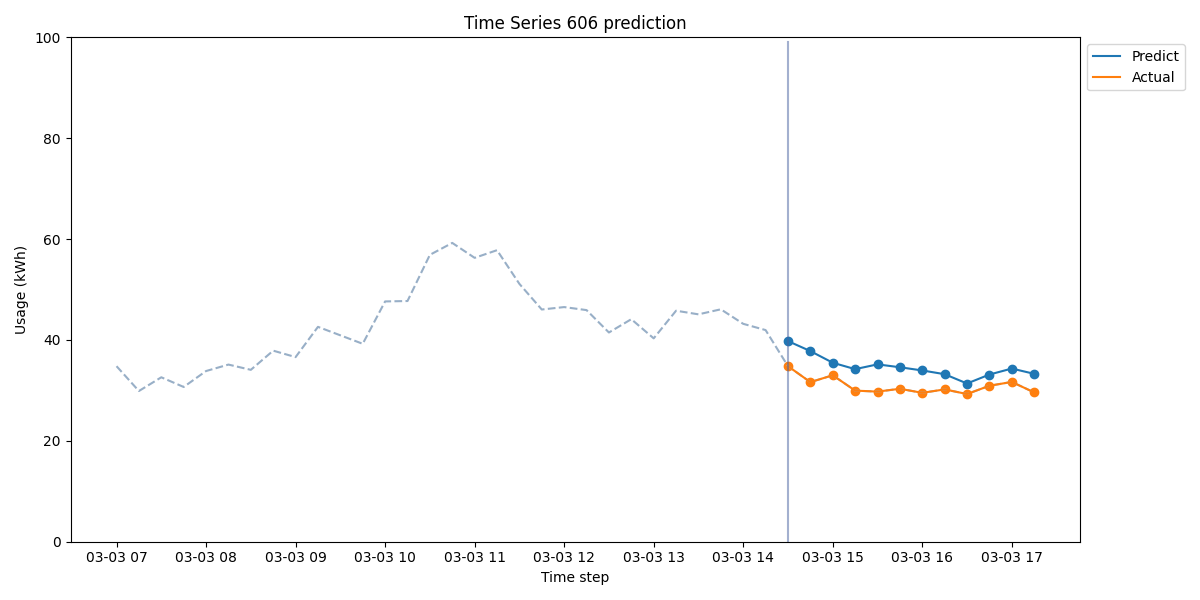 Time Series 606 prediction
100
80
60
40
20
0
Usage (kWh)
03-03 07 03-03 08 03-03 09 03-03 10 03-03 11 03-03 12 03-03 13 03-03 14 03-03 15 03-03 16 03-03 17
Time step
Predict
Actual